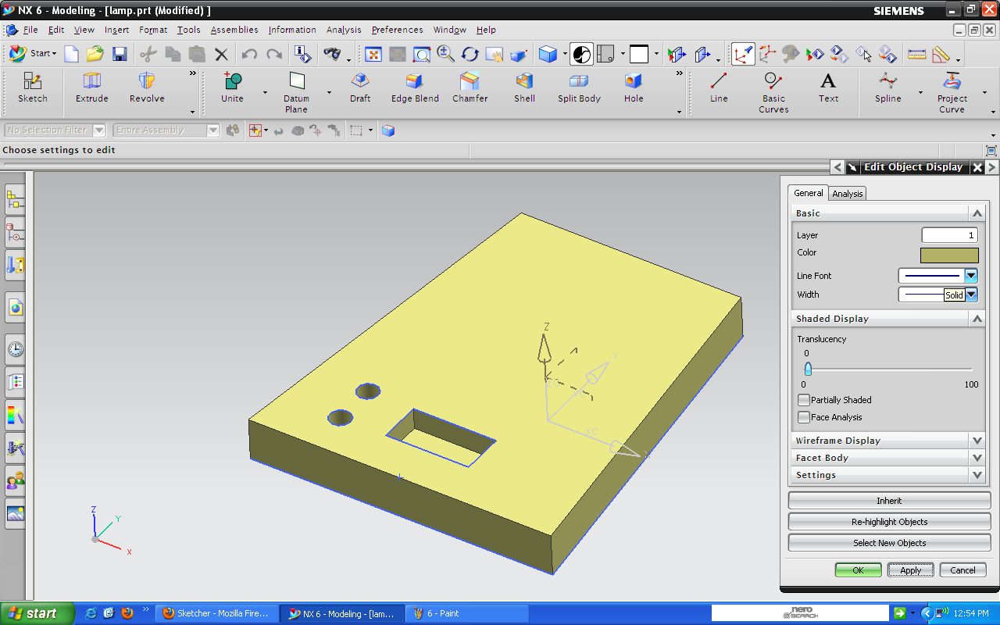 NX 6 - Modeling - [lamp.prt (Modified) ]
SIEMENS
File Edit View Insert Format Tools Assemblies Information Analysis Preferences Window Help
Start
Sketch Extrude Revolve Unite Datum Plane Draft Edge Blend Chamfer Shell Split Body Hole Line Basic Curves Text Spline Project Curve
No Selection Filter Entire Assembly
Choose settings to edit
Edit Object Display
General Analysis
Basic
Layer 1
Color
Line Font
Width Solid
Shaded Display
Translucency
0
0 100
Partially Shaded
Face Analysis
Wireframe Display
Facet Body
Settings
Inherit
Re-highlight Objects
Select New Objects
OK Apply Cancel
Z
Y
YC
XC
X
Z
Y
X
start
Sketcher - Mozilla Fire...
NX 6 - Modeling - [lam...
6 - Paint
nero
SEARCH
12:54 PM